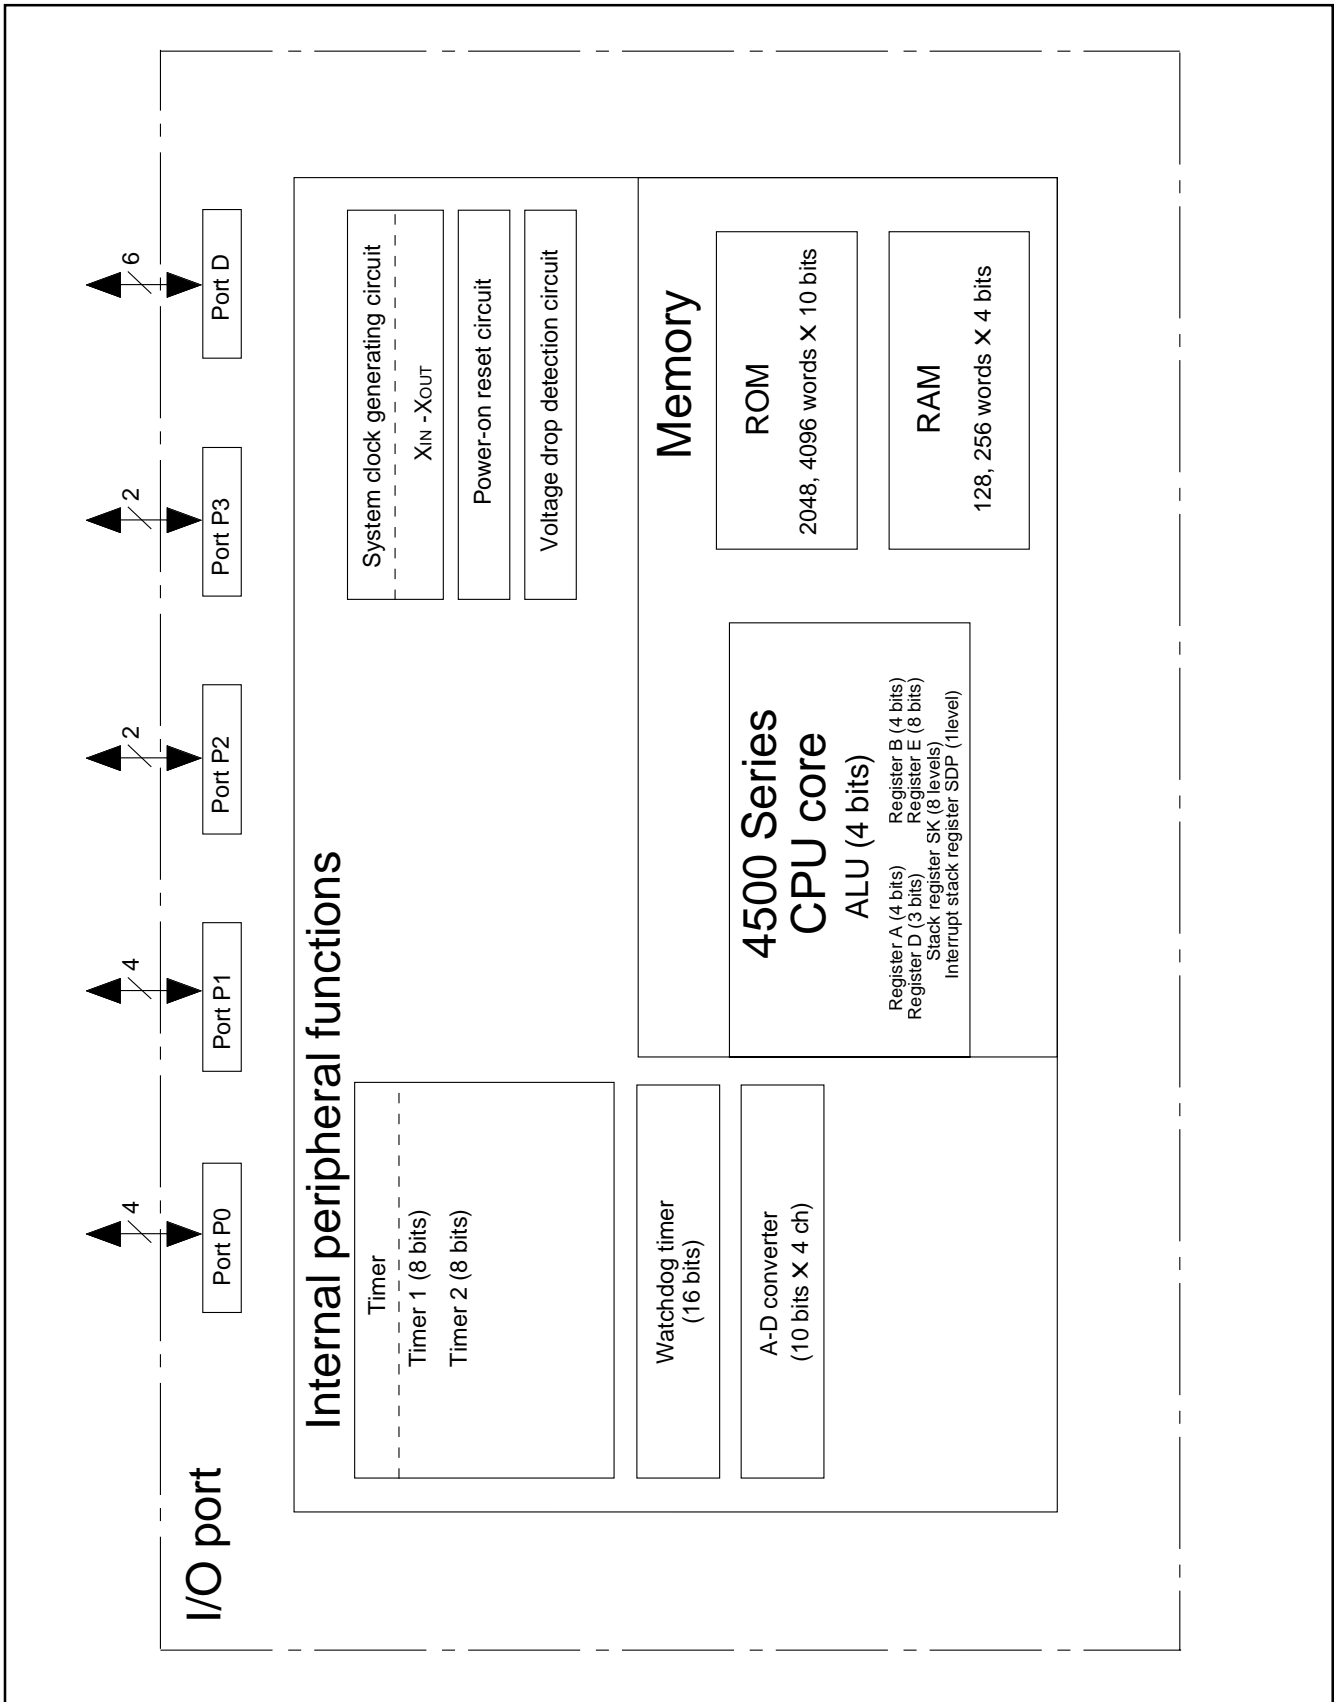 I/O port
4
4
2
2
6
Port P0
Port P1
Port P2
Port P3
Port D
Internal peripheral functions
Timer
Timer 1 (8 bits)
Timer 2 (8 bits)
Watchdog timer
(16 bits)
A-D converter
(10 bits × 4 ch)
System clock generating circuit
XIN -XOUT
Power-on reset circuit
Voltage drop detection circuit
4500 Series
CPU core
ALU (4 bits)
Register A (4 bits) Register B (4 bits)
Register D (3 bits) Register E (8 bits)
Stack register SK (8 levels)
Interrupt stack register SDP (1level)
Memory
ROM
2048, 4096 words × 10 bits
RAM
128, 256 words × 4 bits